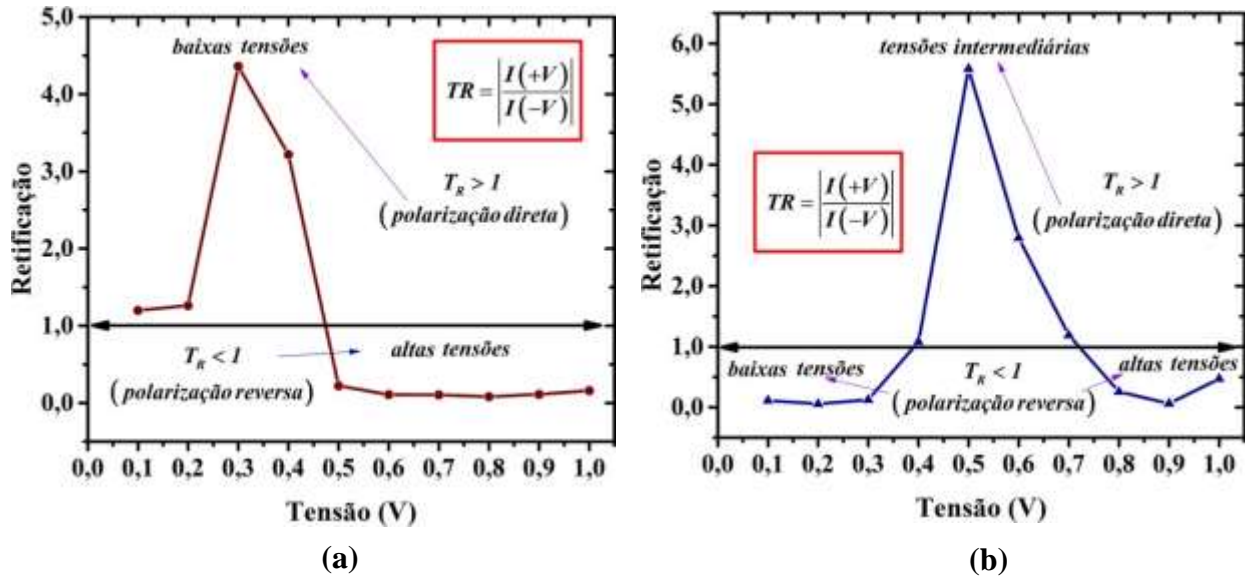 5,0
4,0
3,0
2,0
1,0
0,0
Retificação
baixas tensões
TR = |I(+V)/I(-V)|
T_R > 1
(polarização direta)
T_R < 1
(polarização reversa)
altas tensões
0,0 0,1 0,2 0,3 0,4 0,5 0,6 0,7 0,8 0,9 1,0
Tensão (V)
(a)
6,0
5,0
4,0
3,0
2,0
1,0
0,0
Retificação
tensões intermediárias
TR = |I(+V)/I(-V)|
T_R > 1
(polarização direta)
baixas tensões
T_R < 1
(polarização reversa)
altas tensões
0,0 0,1 0,2 0,3 0,4 0,5 0,6 0,7 0,8 0,9 1,0
Tensão (V)
(b)